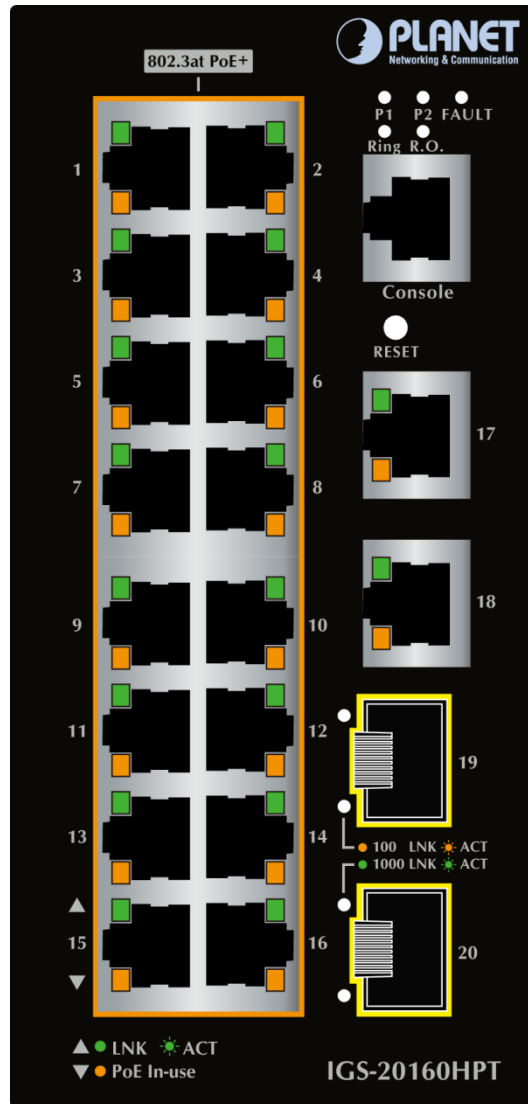 PLANET
Networking & Communication
802.3at PoE+
P1 P2 FAULT
Ring R.O.
Console
RESET
1 2
3 4
5 6
7 8
9 10
11 12
13 14
15 16
17
18
19
100 LNK ACT
1000 LNK ACT
20
LNK ACT
PoE In-use
IGS-20160HPT